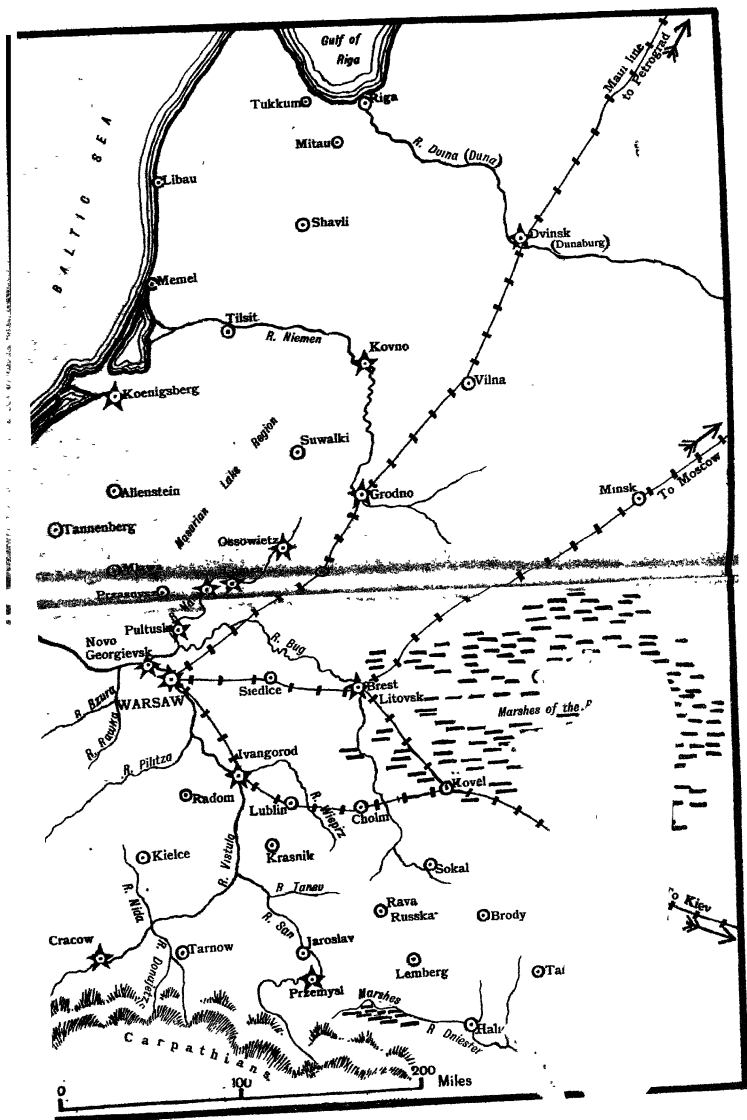 Gulf of
Riga
Main line
to Petrograd
BALTIC SEA
Tukkum
Riga
Mitau
R. Duina (Duna)
Libau
Shavli
Dvinsk
(Dunaburg)
Memel
Tilsit
R. Niemen
Kovno
Vilna
Koenigsberg
Suwalki
Masurian Lake Region
Allenstein
Grodno
Minsk
To Moscow
Tannenberg
Ossowietz
Mlawa
Pultusk
Novo
Georgievsk
R. Bug
WARSAW
Siedlce
Brest
Litovsk
Marshes of the
R. Bzura
R. Rawka
R. Pilitza
Ivangorod
Radom
Lublin
R. Wieprz
Cholm
Kovel
Kielce
R. Vistula
Krasnik
Sokal
R. Nida
R Tanev
Rava
Russka
Brody
To Kiev
R. San
Cracow
Tarnow
R. Donajetz
Jaroslav
Lemberg
Przemysl
Marshes
R Dniester
Carpathians
0
100
200
Miles